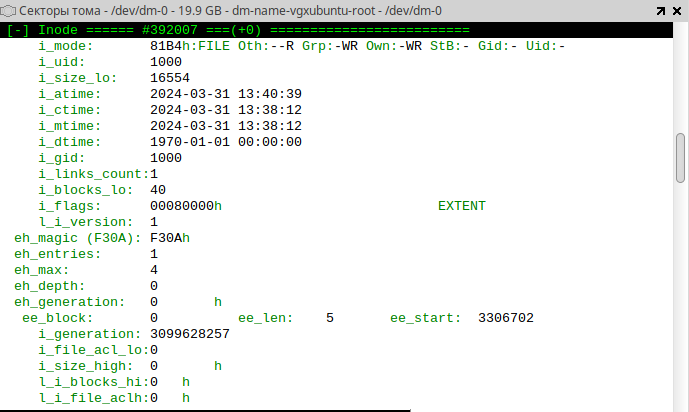 Секторы тома - /dev/dm-0 - 19.9 GB - dm-name-vgxubuntu-root - /dev/dm-0
[-] Inode ====== #392007 ===(+0) =========================
i_mode: 81B4h:FILE Oth:--R Grp:-WR Own:-WR StB:- Gid:- Uid:-
i_uid: 1000
i_size_lo: 16554
i_atime: 2024-03-31 13:40:39
i_ctime: 2024-03-31 13:38:12
i_mtime: 2024-03-31 13:38:12
i_dtime: 1970-01-01 00:00:00
i_gid: 1000
i_links_count:1
i_blocks_lo: 40
i_flags: 00080000h EXTENT
l_i_version: 1
eh_magic (F30A): F30Ah
eh_entries: 1
eh_max: 4
eh_depth: 0
eh_generation: 0 h
ee_block: 0 ee_len: 5 ee_start: 3306702
i_generation: 3099628257
i_file_acl_lo:0
i_size_high: 0 h
l_i_blocks_hi:0 h
l_i_file_aclh:0 h